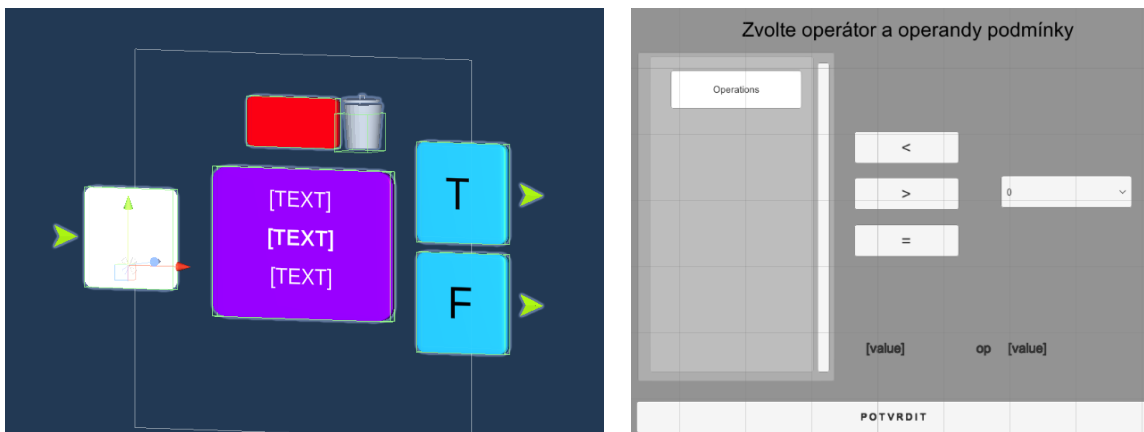 [TEXT]
[TEXT]
[TEXT]
T
F
Zvolte operátor a operandy podmínky
Operations
<
>
=
0
[value] op [value]
POTVRDIT